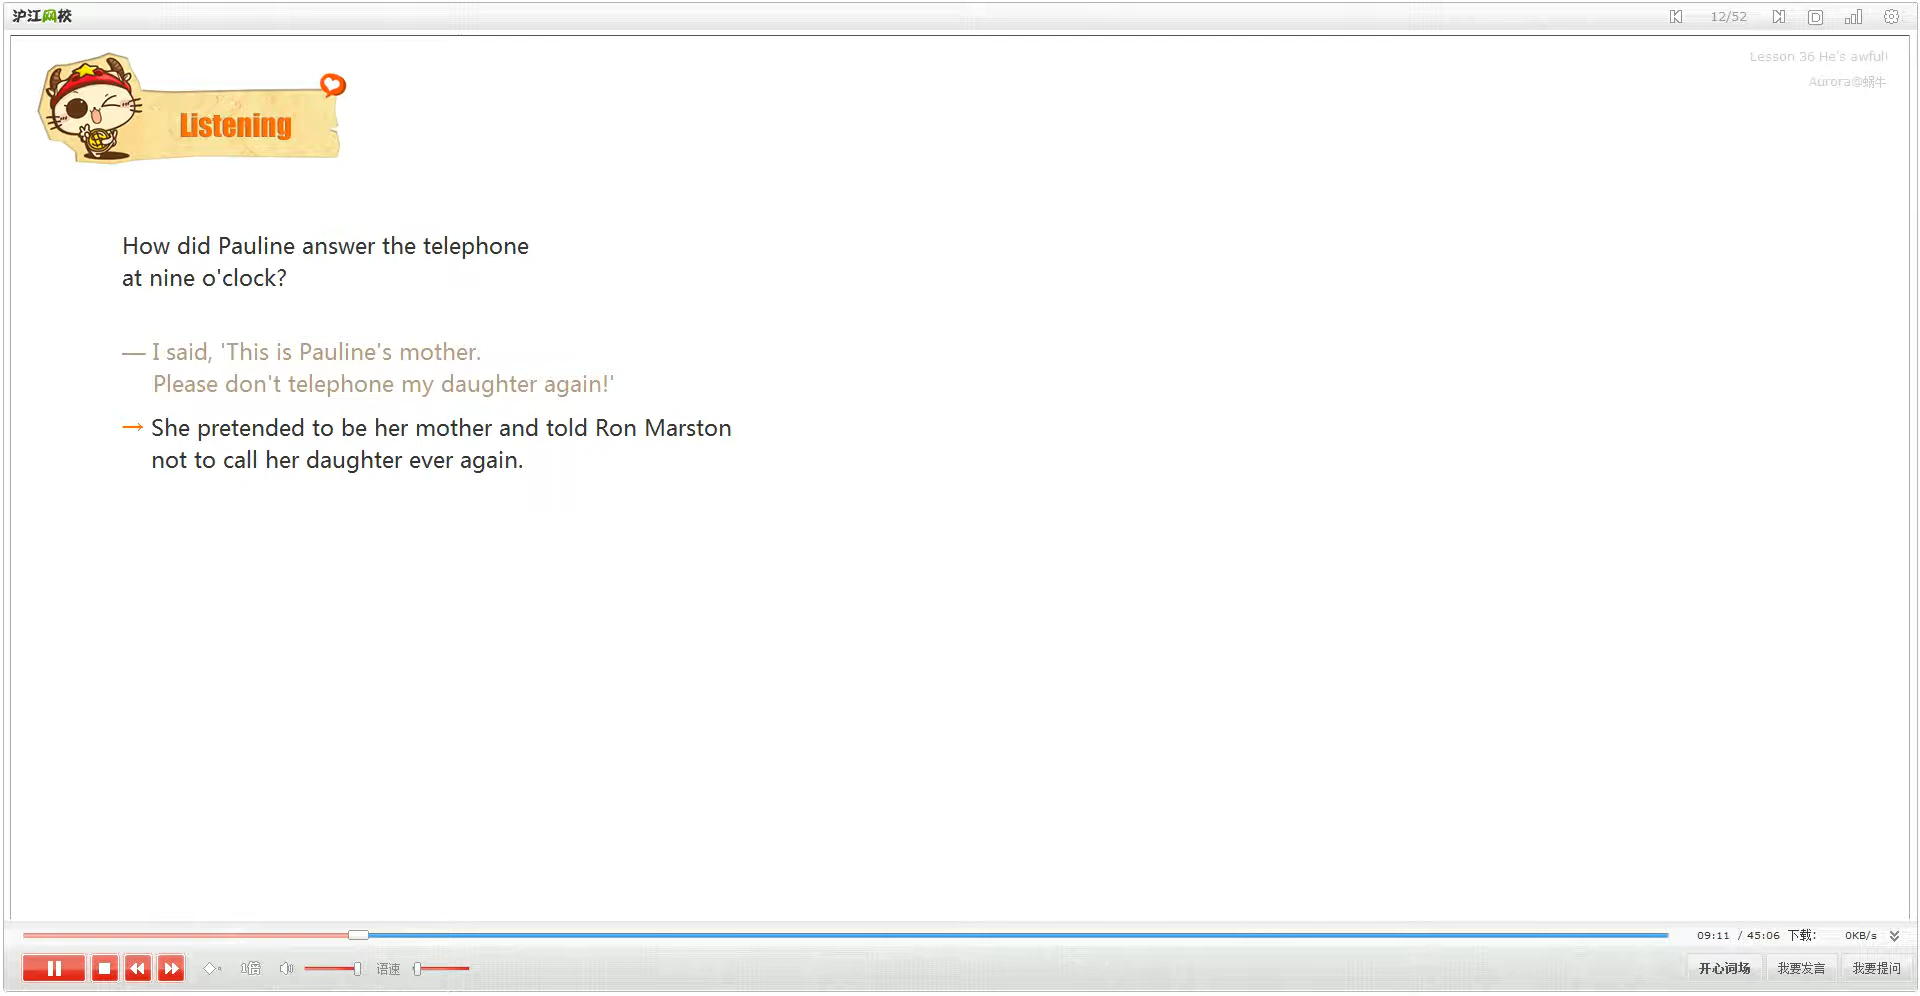 沪江网校
12/52
Lesson 36 He's awful!
Aurora@蜗牛
Listening
How did Pauline answer the telephone
at nine o'clock?
— I said, 'This is Pauline's mother.
Please don't telephone my daughter again!'
→ She pretended to be her mother and told Ron Marston
not to call her daughter ever again.
09:11 / 45:06 下载: 0KB/s
1倍 语速
开心词场 我要发言 我要提问